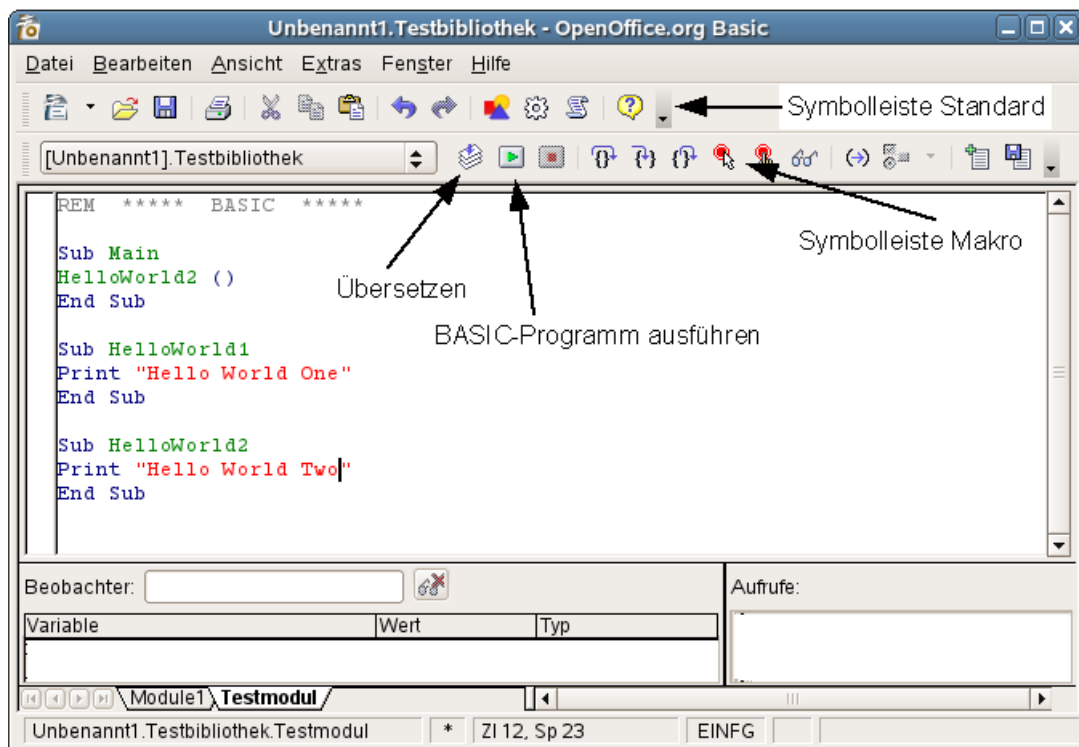 Unbenannt1.Testbibliothek - OpenOffice.org Basic
Datei Bearbeiten Ansicht Extras Fenster Hilfe
Symbolleiste Standard
[Unbenannt1].Testbibliothek
REM ***** BASIC *****
Symbolleiste Makro
Sub Main
HelloWorld2 ()
End Sub
Übersetzen
BASIC-Programm ausführen
Sub HelloWorld1
Print "Hello World One"
End Sub
Sub HelloWorld2
Print "Hello World Two"
End Sub
Beobachter:
Aufrufe:
Variable Wert Typ
Module1 Testmodul
Unbenannt1.Testbibliothek.Testmodul * Zl 12, Sp 23 EINFG